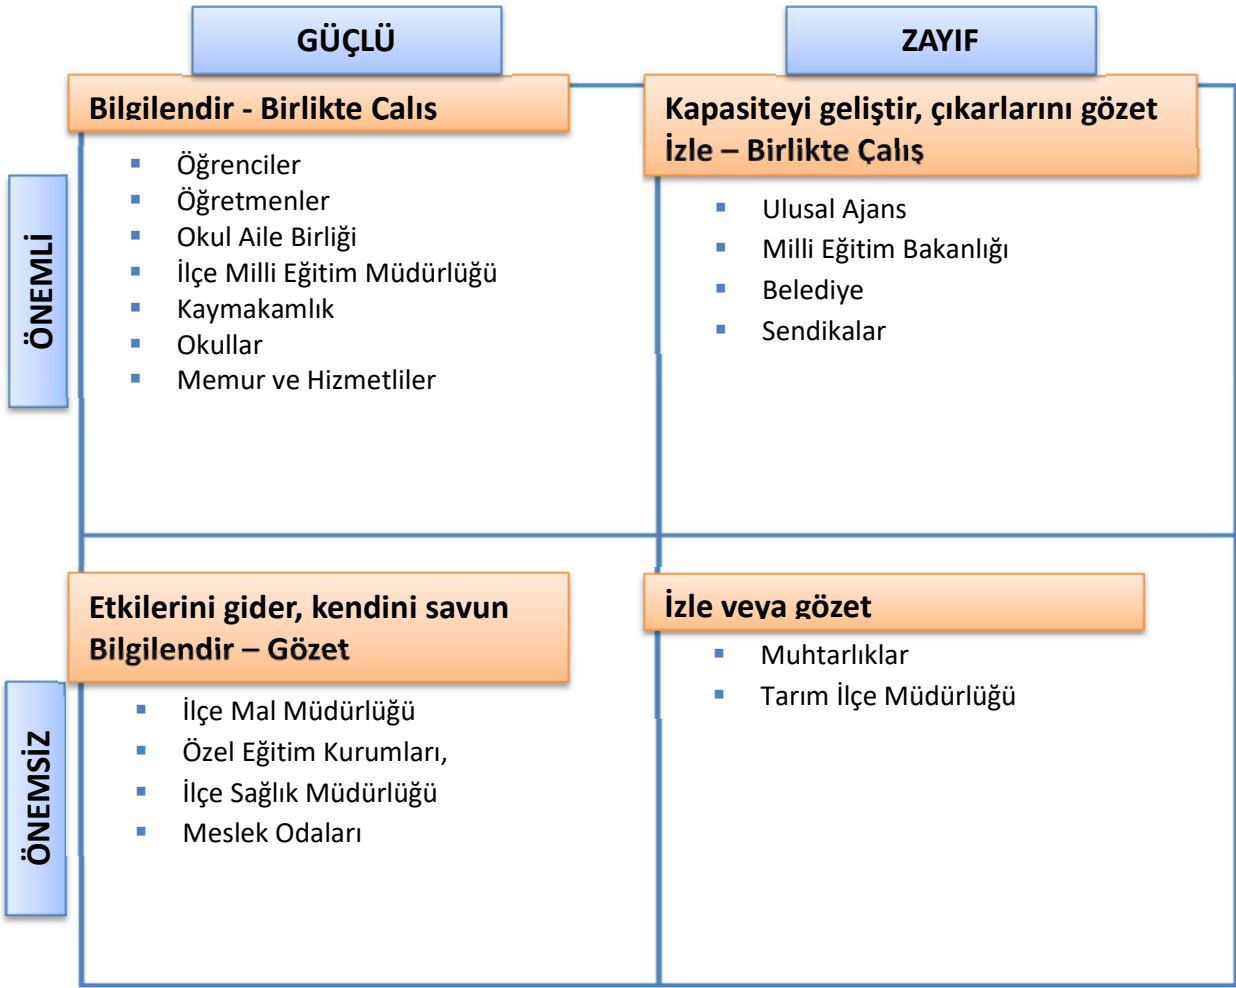 GÜÇLÜ
ZAYIF
ÖNEMLİ
Bilgilendir - Birlikte Çalış
Öğrenciler
Öğretmenler
Okul Aile Birliği
İlçe Milli Eğitim Müdürlüğü
Kaymakamlık
Okullar
Memur ve Hizmetliler
Kapasiteyi geliştir, çıkarlarını gözet
İzle – Birlikte Çalış
Ulusal Ajans
Milli Eğitim Bakanlığı
Belediye
Sendikalar
ÖNEMSİZ
Etkilerini gider, kendini savun
Bilgilendir – Gözet
İlçe Mal Müdürlüğü
Özel Eğitim Kurumları,
İlçe Sağlık Müdürlüğü
Meslek Odaları
İzle veya gözet
Muhtarlıklar
Tarım İlçe Müdürlüğü